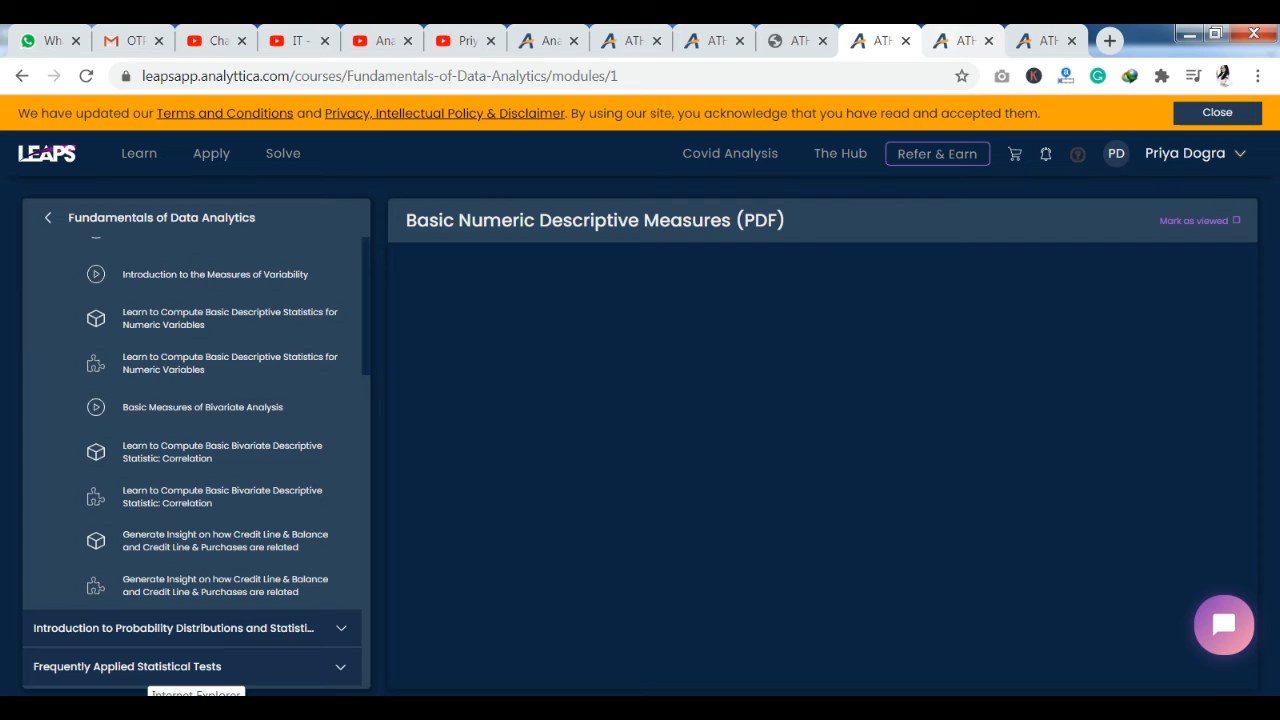 Wh
OTF
Cha
IT -
Ana
Priy
Ana
ATH
ATH
ATH
ATH
ATH
ATH
leapsapp.analyttica.com/courses/Fundamentals-of-Data-Analytics/modules/1
We have updated our Terms and Conditions and Privacy, Intellectual Policy & Disclaimer. By using our site, you acknowledge that you have read and accepted them.
Close
LEAPS
Learn
Apply
Solve
Covid Analysis
The Hub
Refer & Earn
PD
Priya Dogra
Fundamentals of Data Analytics
Introduction to the Measures of Variability
Learn to Compute Basic Descriptive Statistics for
Numeric Variables
Learn to Compute Basic Descriptive Statistics for
Numeric Variables
Basic Measures of Bivariate Analysis
Learn to Compute Basic Bivariate Descriptive
Statistic: Correlation
Learn to Compute Basic Bivariate Descriptive
Statistic: Correlation
Generate Insight on how Credit Line & Balance
and Credit Line & Purchases are related
Generate Insight on how Credit Line & Balance
and Credit Line & Purchases are related
Introduction to Probability Distributions and Statisti...
Frequently Applied Statistical Tests
Internet Explorer
Basic Numeric Descriptive Measures (PDF)
Mark as viewed